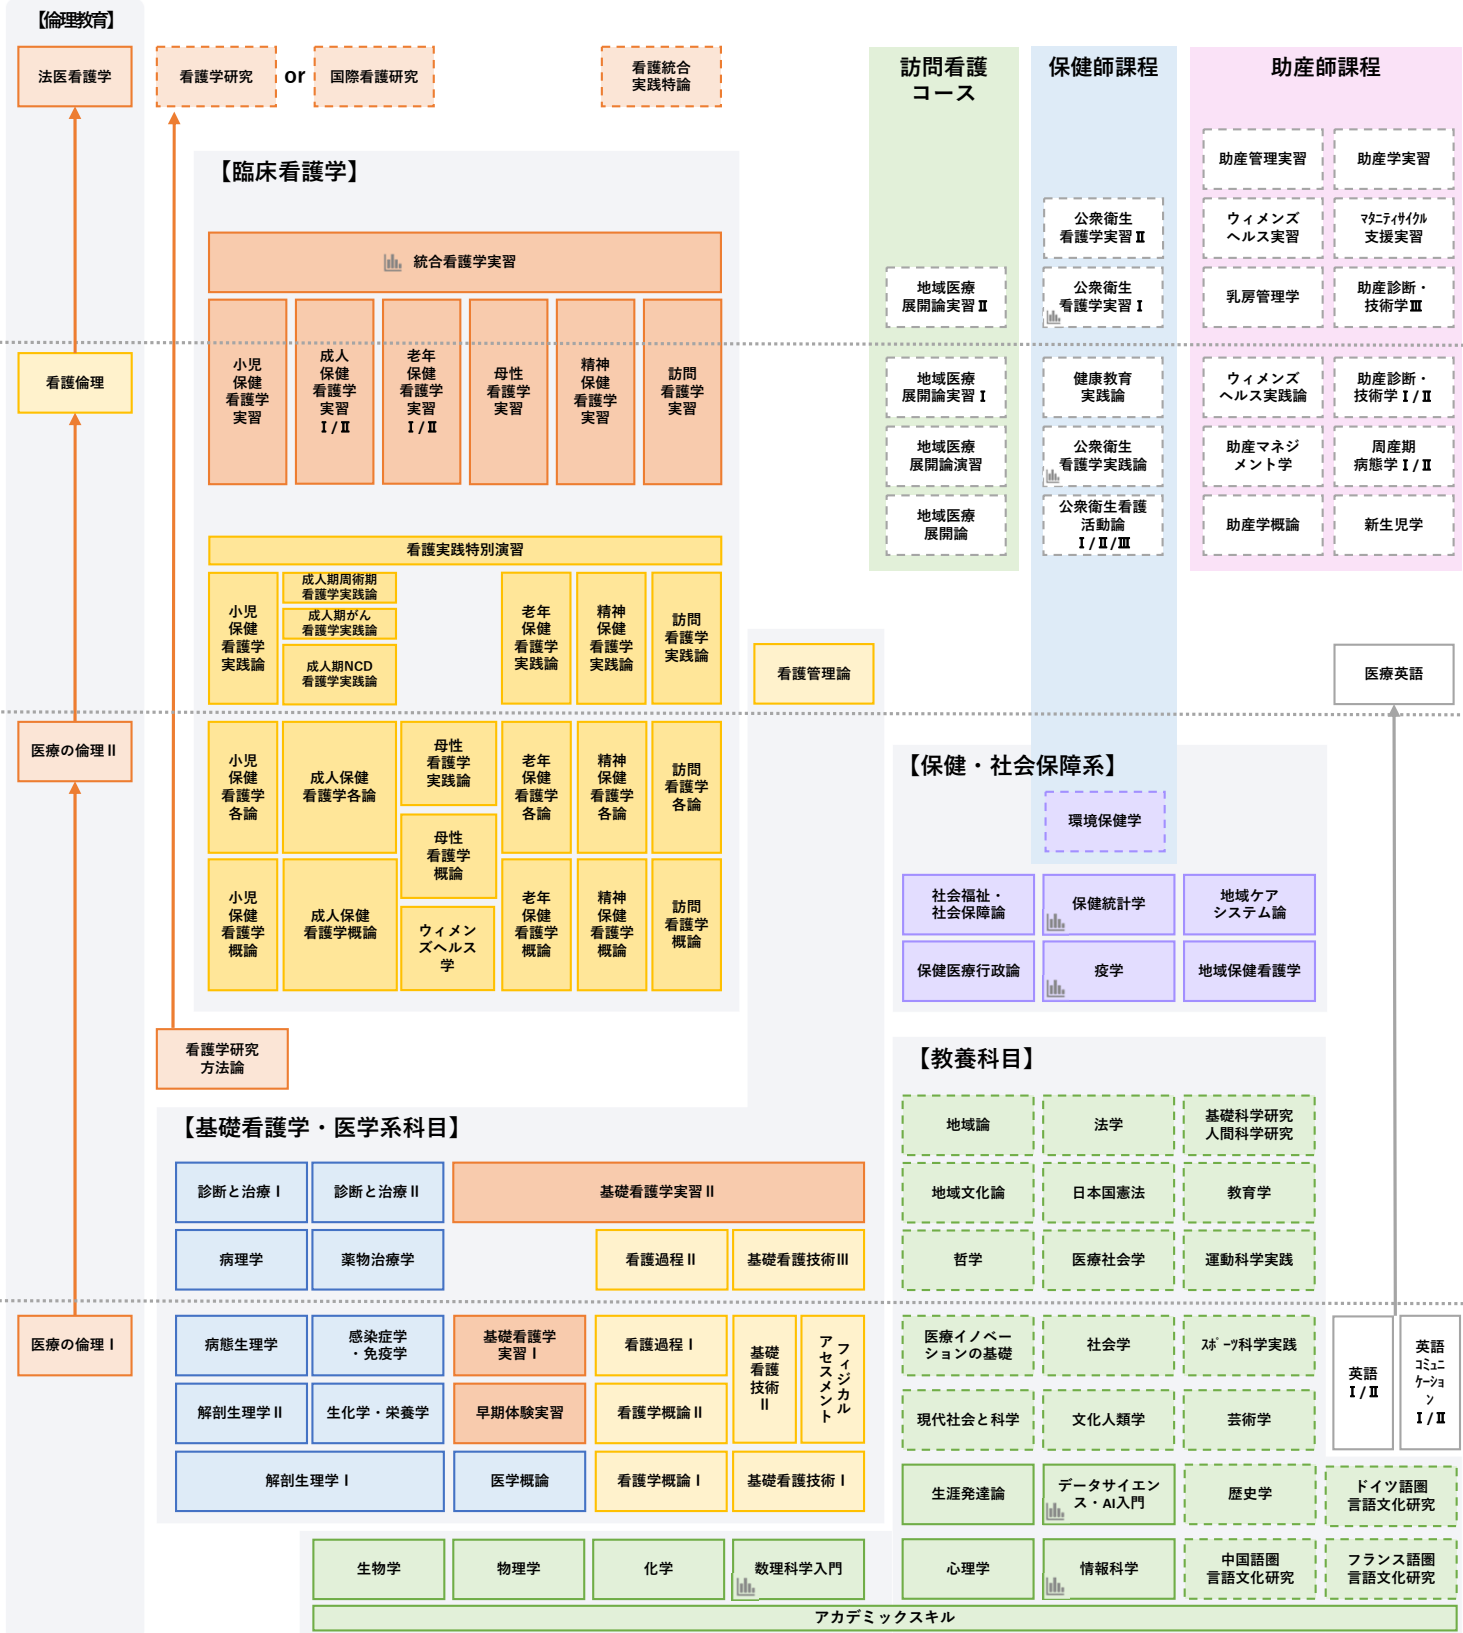 【倫理教育】
法医看護学
看護学研究
or
国際看護研究
看護統合
実践特論
訪問看護
コース
保健師課程
助産師課程
助産管理実習
助産学実習
公衆衛生
看護学実習Ⅱ
ウィメンズ
ヘルス実習
ﾏﾀﾆﾃｨｻｲｸﾙ
支援実習
地域医療
展開論実習Ⅱ
公衆衛生
看護学実習Ⅰ
乳房管理学
助産診断・
技術学Ⅲ
【臨床看護学】
統合看護学実習
小児
保健
看護学
実習
成人
保健
看護学
実習
Ⅰ/Ⅱ
老年
保健
看護学
実習
Ⅰ/Ⅱ
母性
看護学
実習
精神
保健
看護学
実習
訪問
看護学
実習
看護倫理
地域医療
展開論実習Ⅰ
健康教育
実践論
ウィメンズ
ヘルス実践論
助産診断・
技術学Ⅰ/Ⅱ
地域医療
展開論演習
公衆衛生
看護学実践論
助産マネジ
メント学
周産期
病態学Ⅰ/Ⅱ
地域医療
展開論
公衆衛生看護
活動論
Ⅰ/Ⅱ/Ⅲ
助産学概論
新生児学
看護実践特別演習
小児
保健
看護学
実践論
成人期周術期
看護学実践論
成人期がん
看護学実践論
成人期NCD
看護学実践論
老年
保健
看護学
実践論
精神
保健
看護学
実践論
訪問
看護学
実践論
看護管理論
医療英語
医療の倫理Ⅱ
小児
保健
看護学
各論
成人保健
看護学各論
母性
看護学
実践論
老年
保健
看護学
各論
精神
保健
看護学
各論
訪問
看護学
各論
母性
看護学
概論
小児
保健
看護学
概論
成人保健
看護学概論
ウィメン
ズヘルス
学
老年
保健
看護学
概論
精神
保健
看護学
概論
訪問
看護学
概論
【保健・社会保障系】
環境保健学
社会福祉・
社会保障論
保健統計学
地域ケア
システム論
保健医療行政論
疫学
地域保健看護学
看護学研究
方法論
【基礎看護学・医学系科目】
診断と治療Ⅰ
診断と治療Ⅱ
基礎看護学実習Ⅱ
病理学
薬物治療学
看護過程Ⅱ
基礎看護技術Ⅲ
医療の倫理Ⅰ
病態生理学
感染症学
・免疫学
基礎看護学
実習Ⅰ
看護過程Ⅰ
基礎
看護
技術
Ⅱ
フィジカル
アセスメント
解剖生理学Ⅱ
生化学・栄養学
早期体験実習
看護学概論Ⅱ
解剖生理学Ⅰ
医学概論
看護学概論Ⅰ
基礎看護技術Ⅰ
【教養科目】
地域論
法学
基礎科学研究
人間科学研究
地域文化論
日本国憲法
教育学
哲学
医療社会学
運動科学実践
医療イノベー
ションの基礎
社会学
ｽﾎﾟｰﾂ科学実践
英語
Ⅰ/Ⅱ
英語
ｺﾐｭﾆ
ｹｰｼｮ
ﾝ
Ⅰ/Ⅱ
現代社会と科学
文化人類学
芸術学
生涯発達論
データサイエン
ス・AI入門
歴史学
ドイツ語圏
言語文化研究
生物学
物理学
化学
数理科学入門
心理学
情報科学
中国語圏
言語文化研究
フランス語圏
言語文化研究
アカデミックスキル